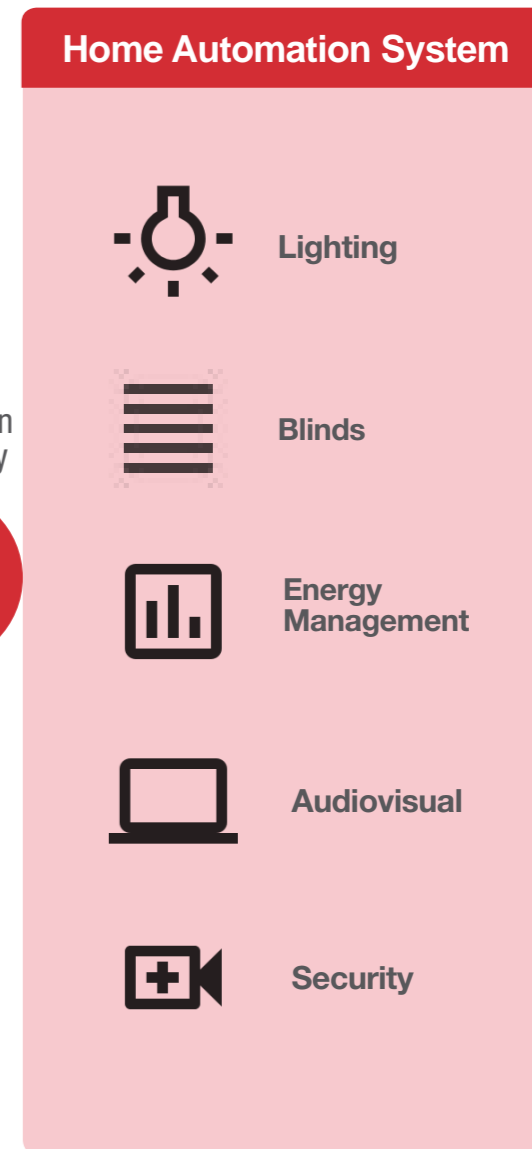 Home Automation System
Lighting
Blinds
Energy
Management
Audiovisual
Security